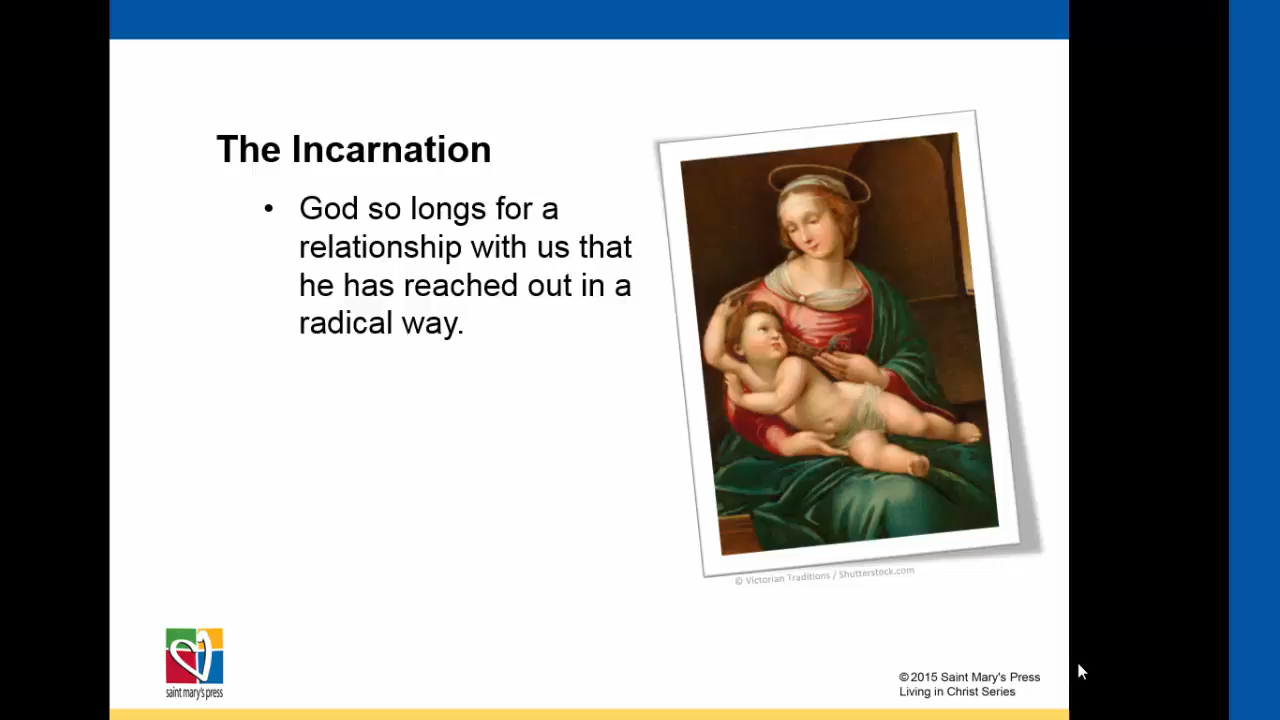 The Incarnation
• God so longs for a
relationship with us that
he has reached out in a
radical way.
© Victorian Traditions / Shutterstock.com
saint mary's press
© 2015 Saint Mary's Press
Living in Christ Series